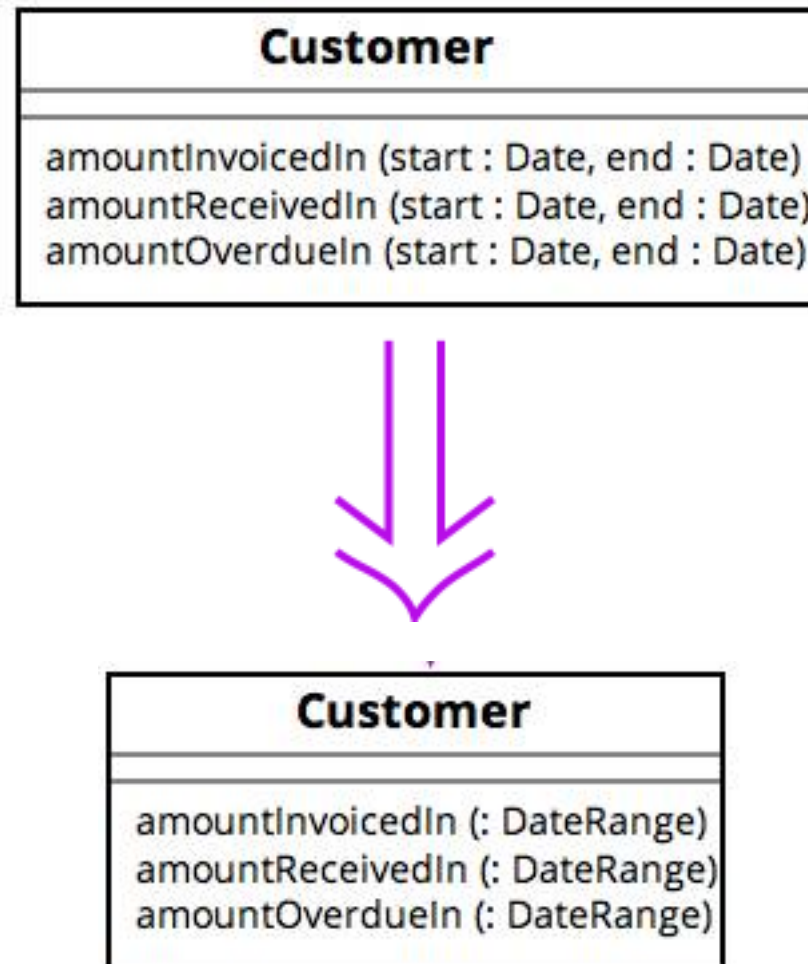 Customer
amountInvoicedIn (start : Date, end : Date)
amountReceivedIn (start : Date, end : Date)
amountOverdueIn (start : Date, end : Date)
Customer
amountInvoicedIn (: DateRange)
amountReceivedIn (: DateRange)
amountOverdueIn (: DateRange)